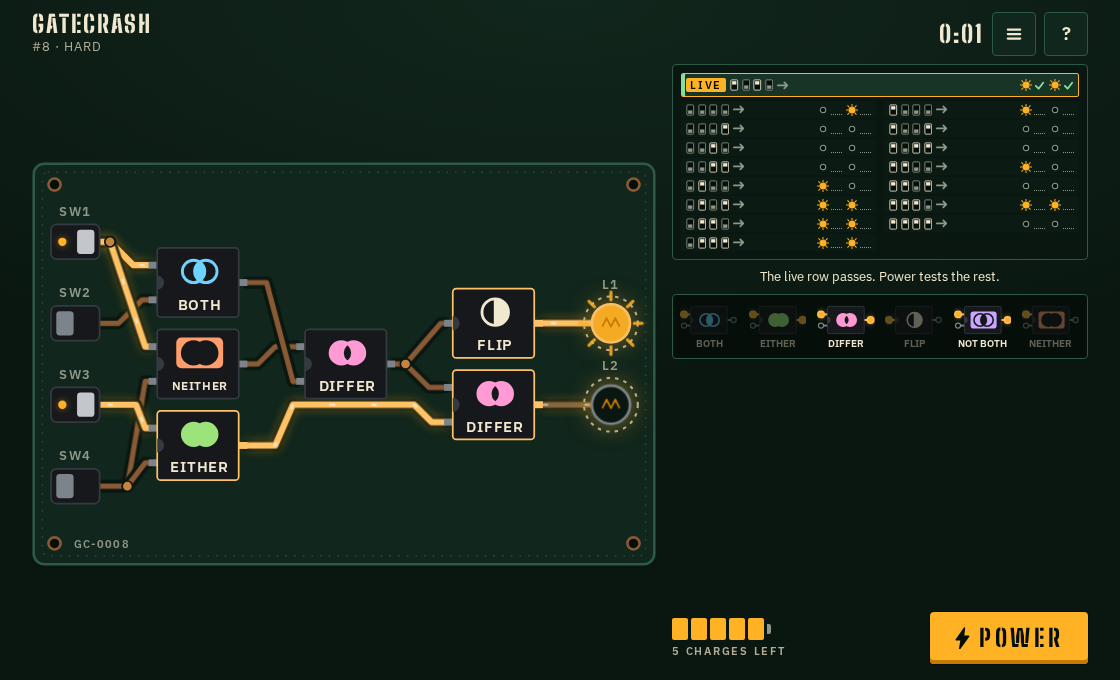 GATECRASH
#8 · HARD
0:01
?
LIVE
The live row passes. Power tests the rest.
BOTH
EITHER
DIFFER
FLIP
NOT BOTH
NEITHER
SW1
SW2
SW3
SW4
BOTH
NEITHER
EITHER
DIFFER
FLIP
DIFFER
L1
L2
GC-0008
5 CHARGES LEFT
POWER